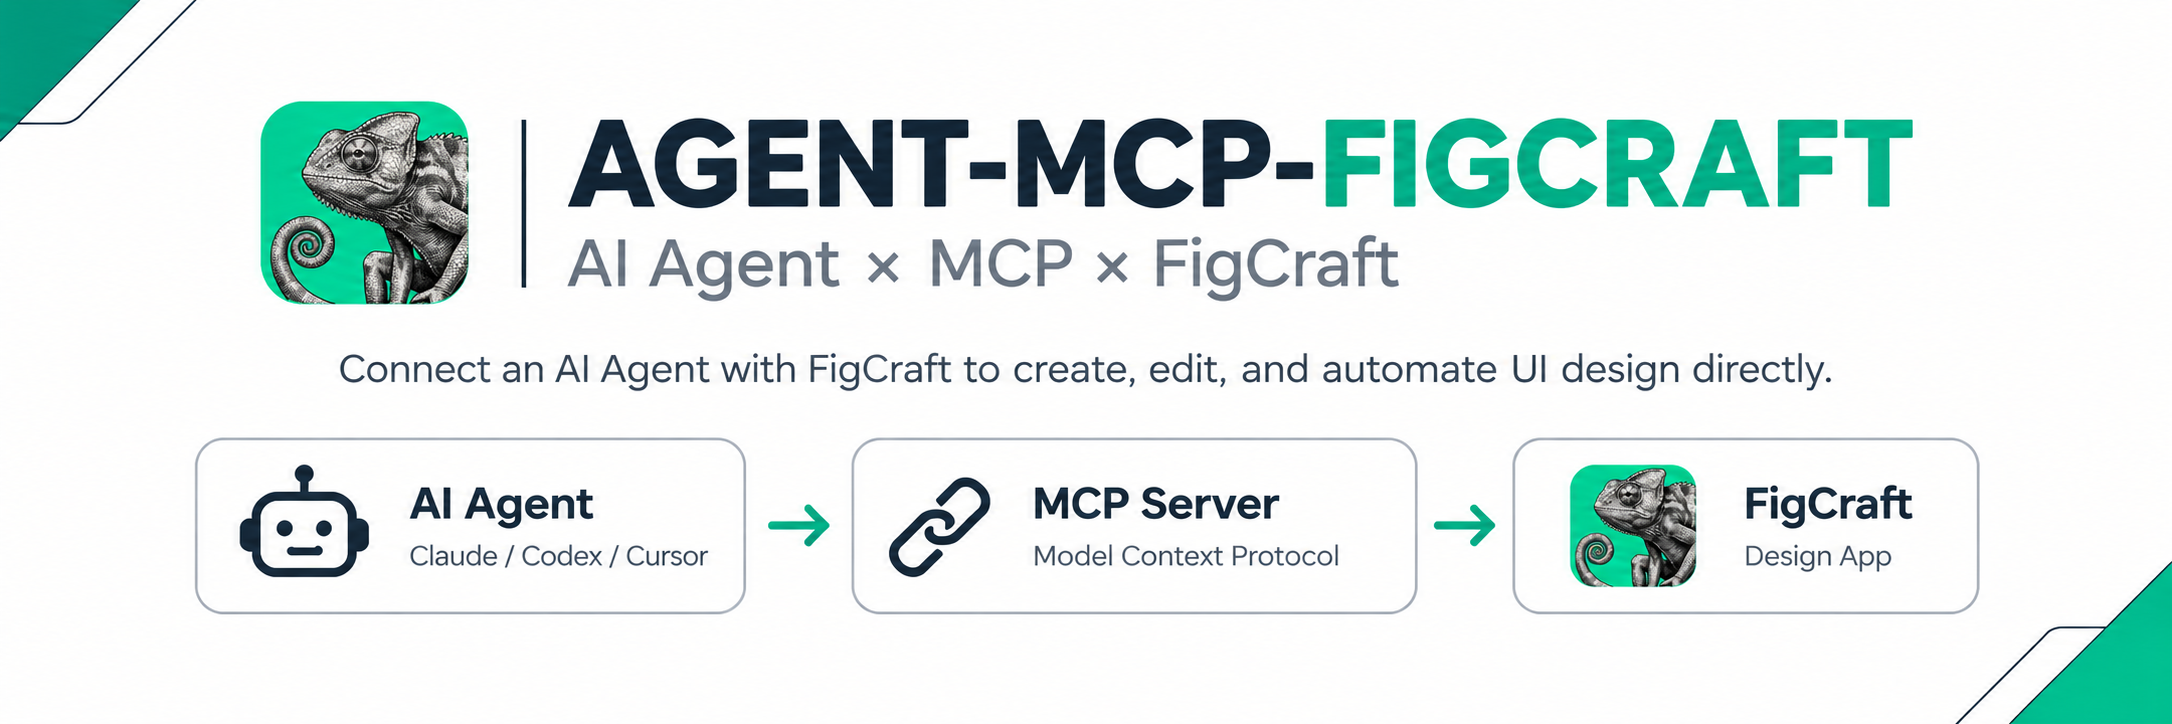 AGENT-MCP-FIGCRAFT
AI Agent × MCP × FigCraft
Connect an AI Agent with FigCraft to create, edit, and automate UI design directly.
AI Agent
Claude / Codex / Cursor
MCP Server
Model Context Protocol
FigCraft
Design App